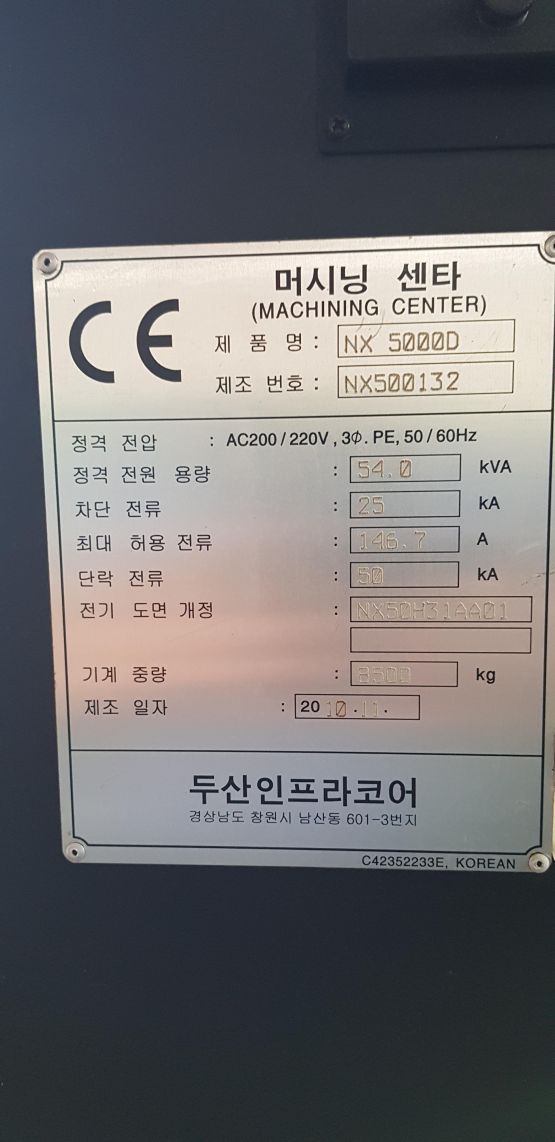 CE
머시닝 센타
(MACHINING CENTER)
제 품 명 : NX 5000D
제조 번호 : NX500132
정격 전압 : AC200/220V, 3Φ. PE, 50/60Hz
정격 전원 용량 : 54.0 kVA
차단 전류 : 25 kA
최대 허용 전류 : 146.7 A
단락 전류 : 50 kA
전기 도면 개정 : NX50H31AA01
기계 중량 : kg
제조 일자 : 2010.11.
두산인프라코어
경상남도 창원시 남산동 601-3번지
C42352233E, KOREAN